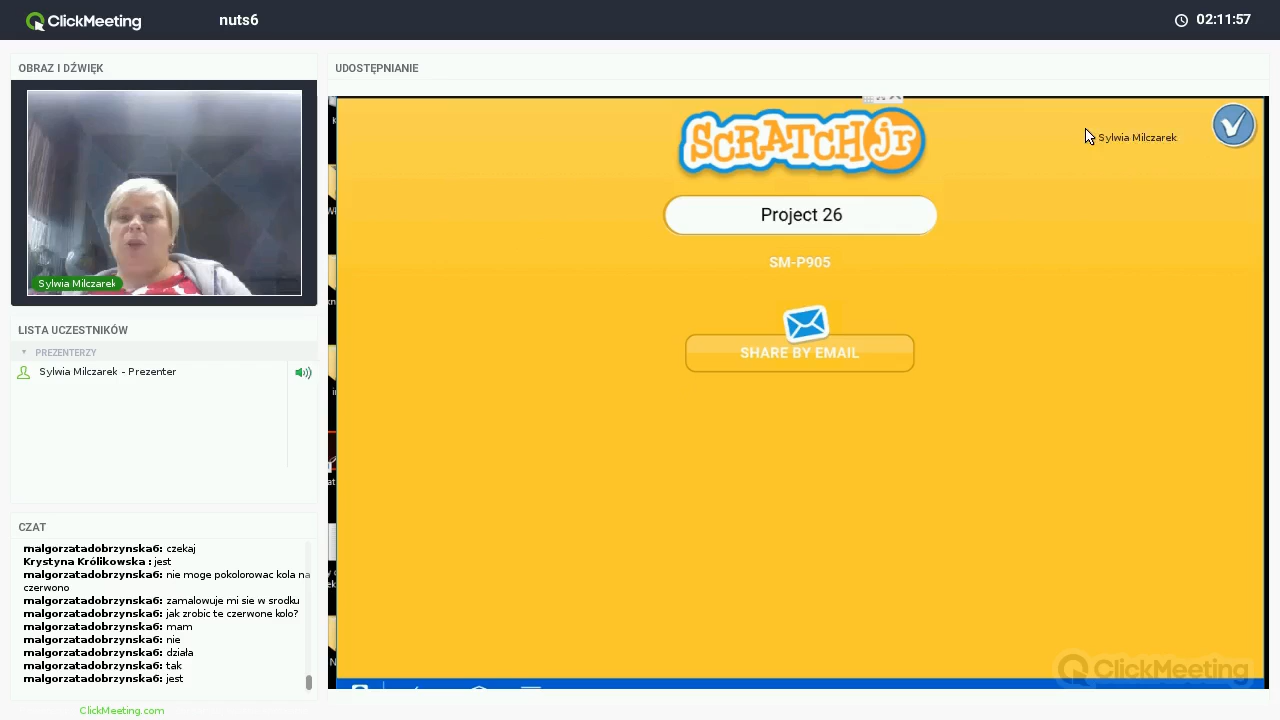 ClickMeeting
nuts6
02:11:57
OBRAZ I DŹWIĘK
Sylwia Milczarek
LISTA UCZESTNIKÓW
PREZENTERZY
Sylwia Milczarek - Prezenter
CZAT
malgorzatadobrzynska6: czekaj
Krystyna Królikowska : jest
malgorzatadobrzynska6: nie moge pokolorowac kola na
czerwono
malgorzatadobrzynska6: zamalowuje mi sie w srodku
malgorzatadobrzynska6: jak zrobic te czerwone kolo?
malgorzatadobrzynska6: mam
malgorzatadobrzynska6: nie
malgorzatadobrzynska6: działa
malgorzatadobrzynska6: tak
malgorzatadobrzynska6: jest
ClickMeeting.com
UDOSTĘPNIANIE
SCRATCH jr
Sylwia Milczarek
Project 26
SM-P905
SHARE BY EMAIL
ClickMeeting